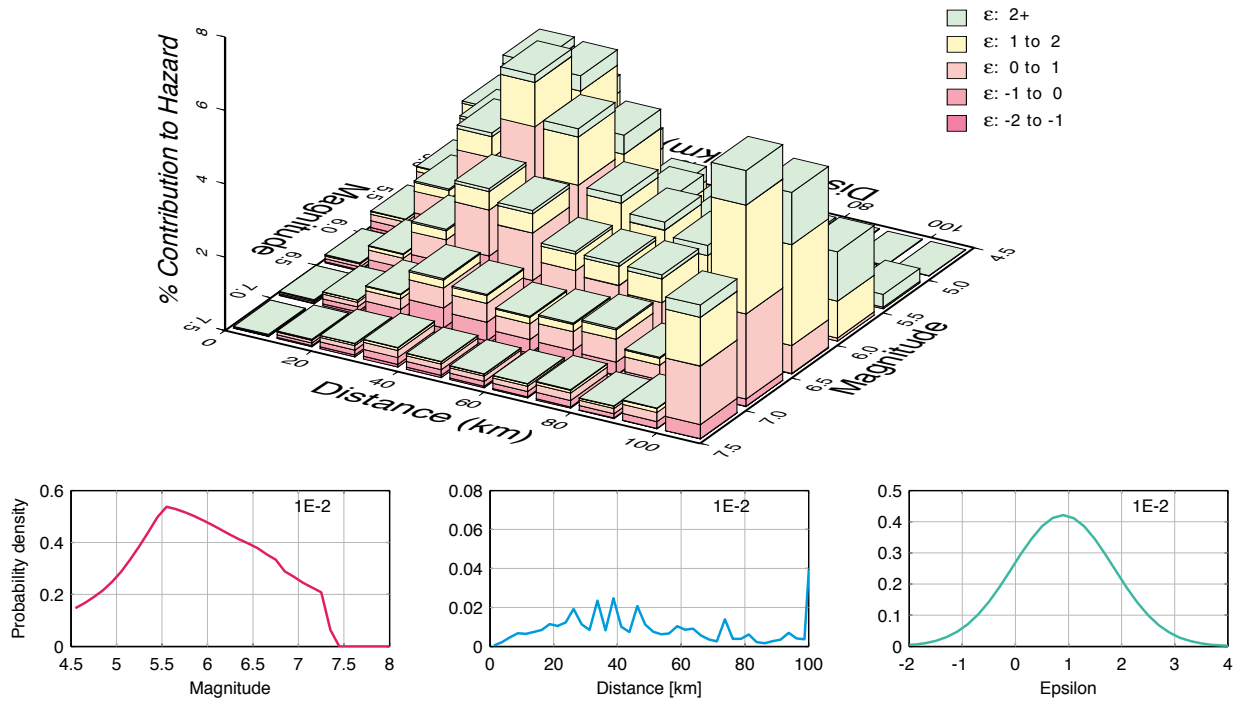 % Contribution to Hazard
8
6
4
2
0
ε: 2+
ε: 1 to 2
ε: 0 to 1
ε: -1 to 0
ε: -2 to -1
Magnitude
5.5
6.0
6.5
7.0
7.5
km)
Dis
80
100
4.5
5.0
5.5
6.0
6.5
7.0
7.5
Magnitude
20
40
60
80
100
Distance (km)
Probability density
0.6
0.4
0.2
0
1E-2
4.5 5 5.5 6 6.5 7 7.5 8
Magnitude
0.08
0.06
0.04
0.02
0
1E-2
0 20 40 60 80 100
Distance [km]
0.5
0.4
0.3
0.2
0.1
0
1E-2
-2 -1 0 1 2 3 4
Epsilon